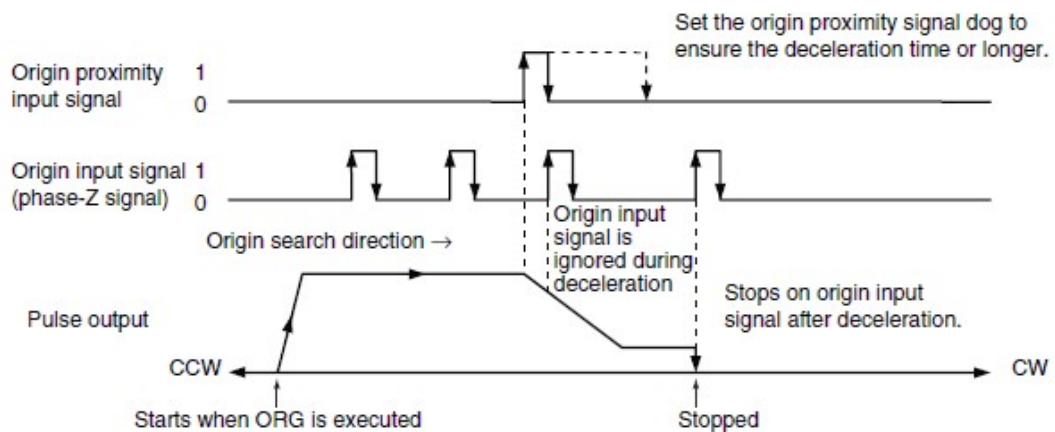 Set the origin proximity signal dog to
ensure the deceleration time or longer.
Origin proximity
input signal
1
0
Origin input signal
(phase-Z signal)
1
0
Origin input
signal is
ignored during
deceleration
Origin search direction →
Pulse output
Stops on origin input
signal after deceleration.
CCW
CW
Starts when ORG is executed
Stopped